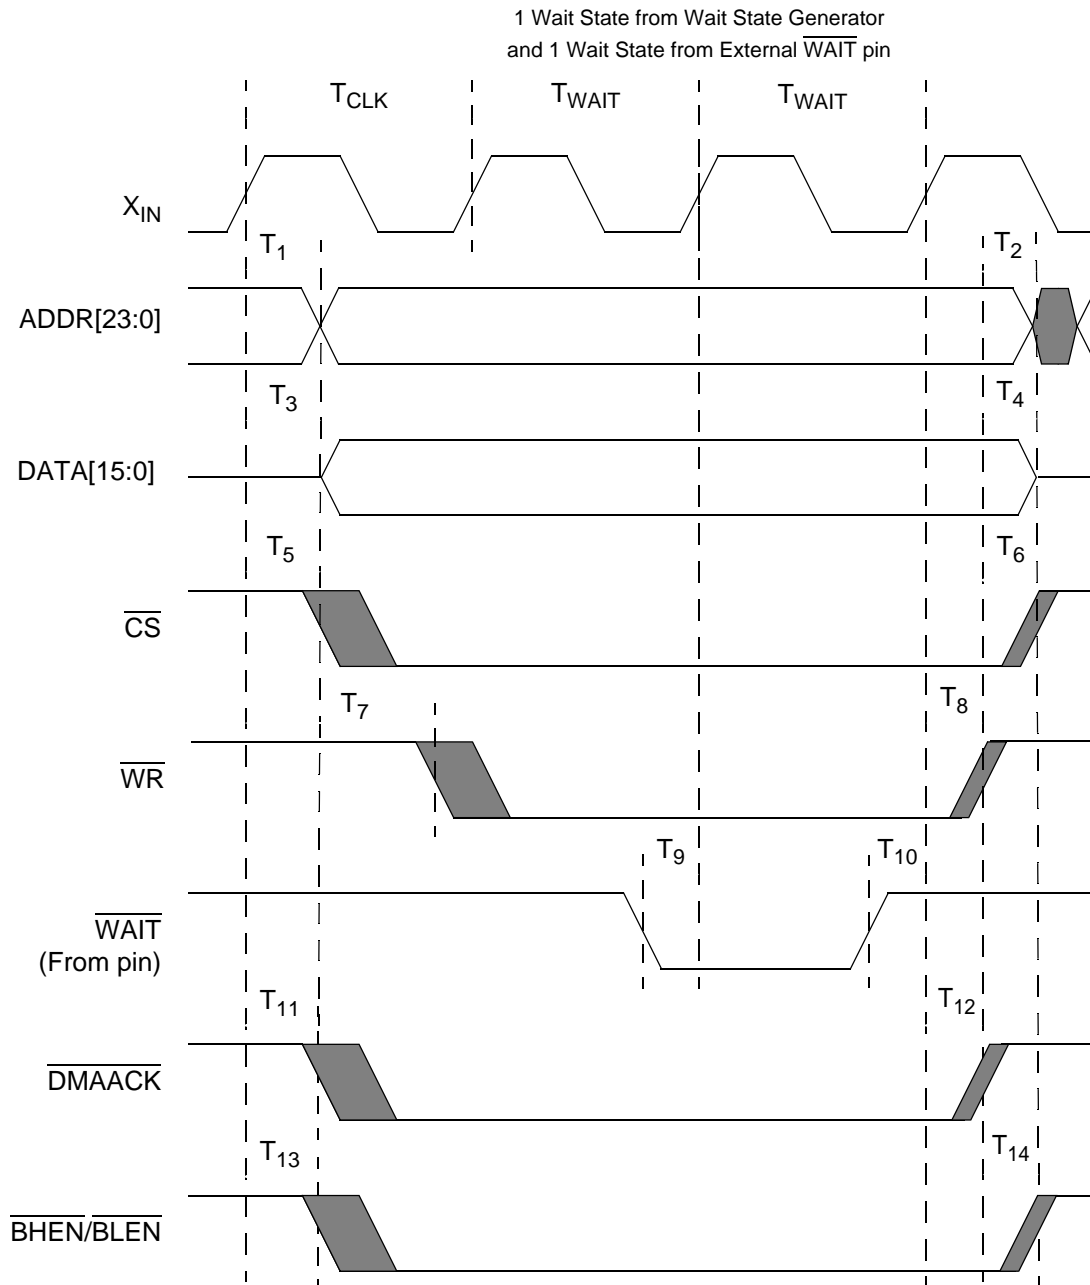 1 Wait State from Wait State Generator
and 1 Wait State from External WAIT pin
TCLK TWAIT TWAIT
XIN
T1 T2
ADDR[23:0]
T3 T4
DATA[15:0]
T5 T6
CS
T7 T8
WR
T9 T10
WAIT
(From pin)
T11 T12
DMAACK
T13 T14
BHEN/BLEN